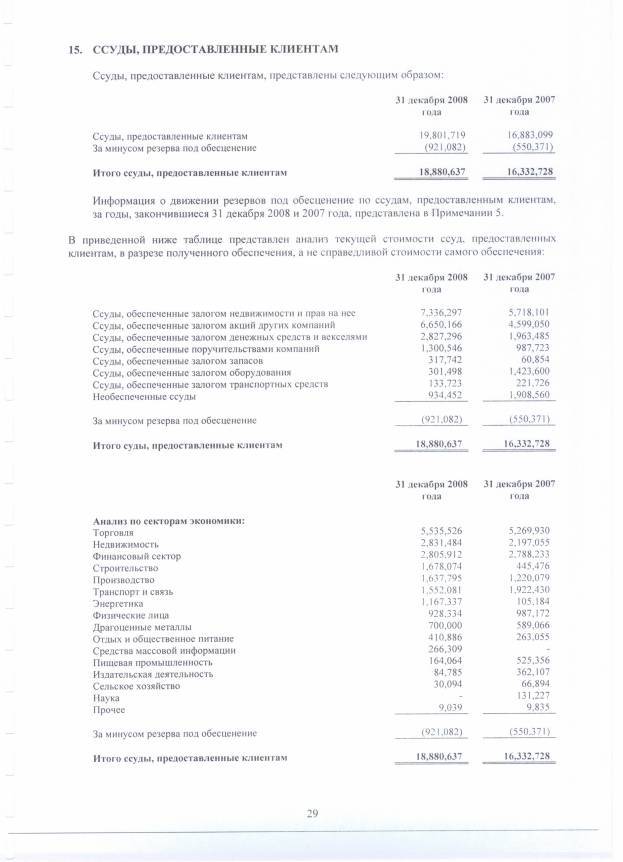 15. ССУДЫ, ПРЕДОСТАВЛЕННЫЕ КЛИЕНТАМ
Ссуды, предоставленные клиентам, представлены следующим образом:
31 декабря 2008 года 31 декабря 2007 года
Ссуды, предоставленные клиентам 19,801,719 16,883,099
За минусом резерва под обесценение (921,082) (550,371)
Итого ссуды, предоставленные клиентам 18,880,637 16,332,728
Информация о движении резервов под обесценение по ссудам, предоставленным клиентам,
за годы, закончившиеся 31 декабря 2008 и 2007 года, представлена в Примечании 5.
В приведенной ниже таблице представлен анализ текущей стоимости ссуд, предоставленных
клиентам, в разрезе полученного обеспечения, а не справедливой стоимости самого обеспечения:
31 декабря 2008 года 31 декабря 2007 года
Ссуды, обеспеченные залогом недвижимости и прав на нее 7,336,297 5,718,101
Ссуды, обеспеченные залогом акций других компаний 6,650,166 4,599,050
Ссуды, обеспеченные залогом денежных средств и векселями 2,827,296 1,963,485
Ссуды, обеспеченные поручительствами компаний 1,300,546 987,723
Ссуды, обеспеченные залогом запасов 317,742 60,854
Ссуды, обеспеченные залогом оборудования 301,498 1,423,600
Ссуды, обеспеченные залогом транспортных средств 133,723 221,726
Необеспеченные ссуды 934,452 1,908,560
За минусом резерва под обесценение (921,082) (550,371)
Итого суды, предоставленные клиентам 18,880,637 16,332,728
31 декабря 2008 года 31 декабря 2007 года
Анализ по секторам экономики:
Торговля 5,535,526 5,269,930
Недвижимость 2,831,484 2,197,055
Финансовый сектор 2,805,912 2,788,233
Строительство 1,678,074 445,476
Производство 1,637,795 1,220,079
Транспорт и связь 1,552,081 1,922,430
Энергетика 1,167,337 105,184
Физические лица 928,334 987,172
Драгоценные металлы 700,000 589,066
Отдых и общественное питание 410,886 263,055
Средства массовой информации 266,309 -
Пищевая промышленность 164,064 525,356
Издательская деятельность 84,785 362,107
Сельское хозяйство 30,094 66,894
Наука - 131,227
Прочее 9,039 9,835
За минусом резерва под обесценение (921,082) (550,371)
Итого ссуды, предоставленные клиентам 18,880,637 16,332,728
29